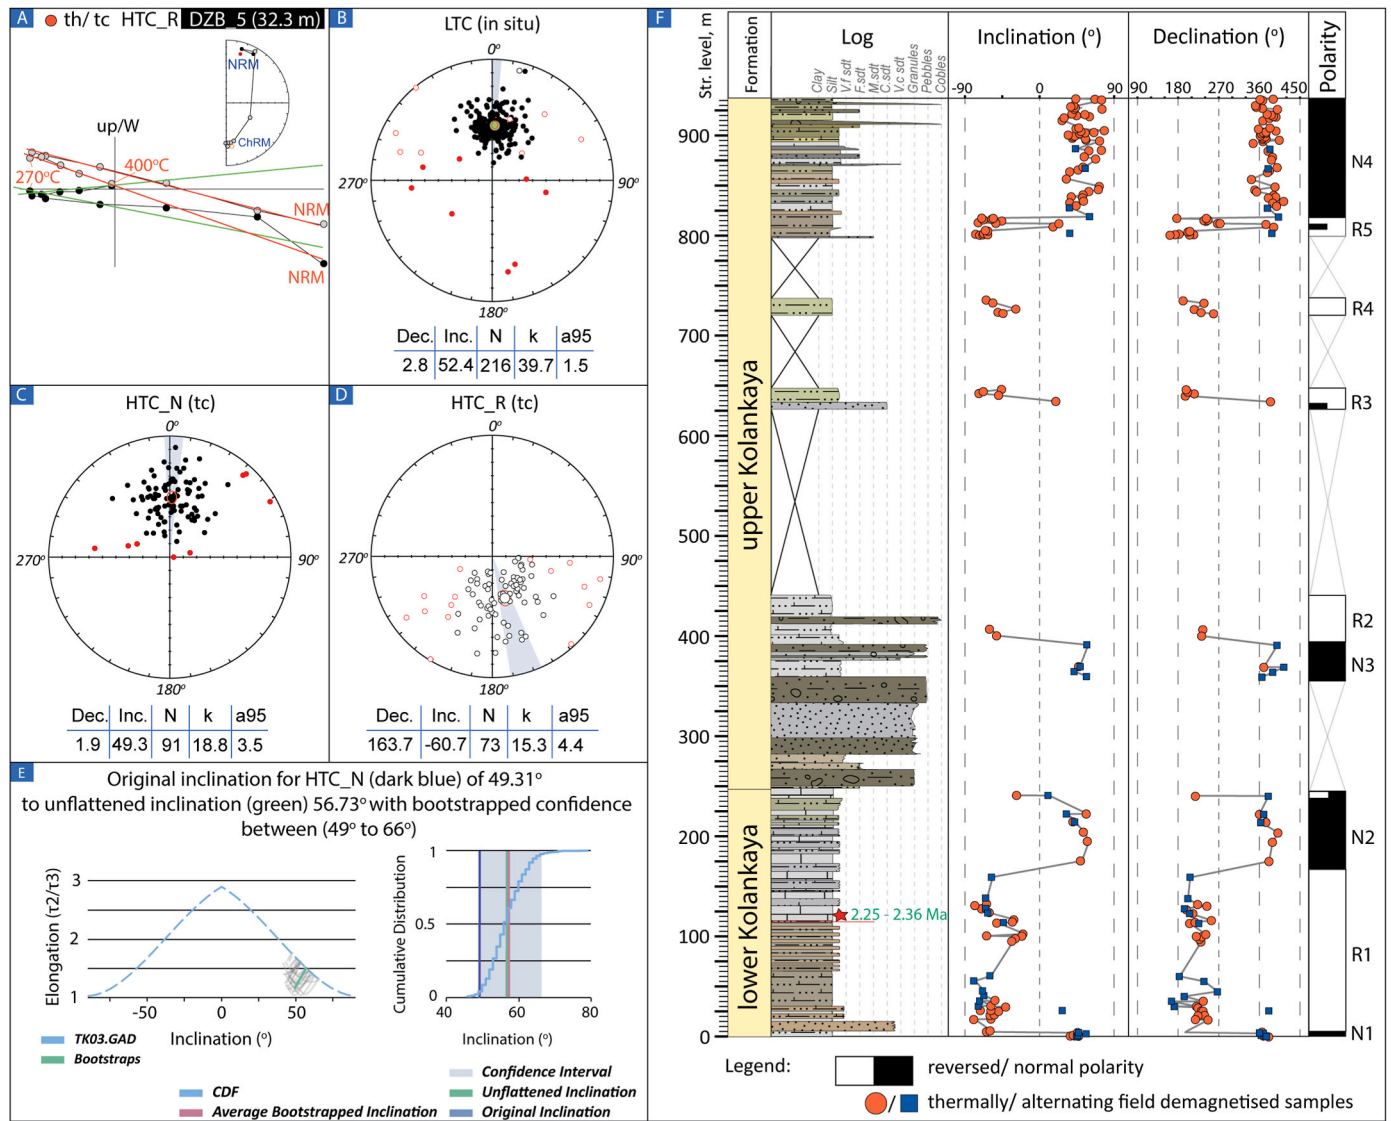 A
th/ tc HTC_R DZB_5 (32.3 m)
NRM
ChRM
up/W
400°C
270°C
NRM
NRM
B
LTC (in situ)
0°
270°
90°
180°
Dec. Inc. N k a95
2.8 52.4 216 39.7 1.5
C
HTC_N (tc)
0°
270°
90°
180°
Dec. Inc. N k a95
1.9 49.3 91 18.8 3.5
D
HTC_R (tc)
0°
270°
90°
180°
Dec. Inc. N k a95
163.7 -60.7 73 15.3 4.4
E
Original inclination for HTC_N (dark blue) of 49.31°
to unflattened inclination (green) 56.73° with bootstrapped confidence
between (49° to 66°)
Elongation (τ2/τ3)
3
2
1
-50 0 50
Inclination (°)
TK03.GAD
Bootstraps
Cumulative Distribution
1
0.5
0
40 60 80
Inclination (°)
CDF
Average Bootstrapped Inclination
Confidence Interval
Unflattened Inclination
Original Inclination
F
Str. level, m
Formation
Log
Clay
Silt
V.f sdt
F.sdt
M.sdt
C.sdt
V.c sdt
Granules
Pebbles
Cobles
Inclination (°)
-90 0 90
Declination (°)
90 180 270 360 450
Polarity
900
800
700
600
500
400
300
200
100
0
upper Kolankaya
lower Kolankaya
2.25 - 2.36 Ma
N4
R5
R4
R3
R2
N3
N2
R1
N1
Legend:
reversed/ normal polarity
/ thermally/ alternating field demagnetised samples